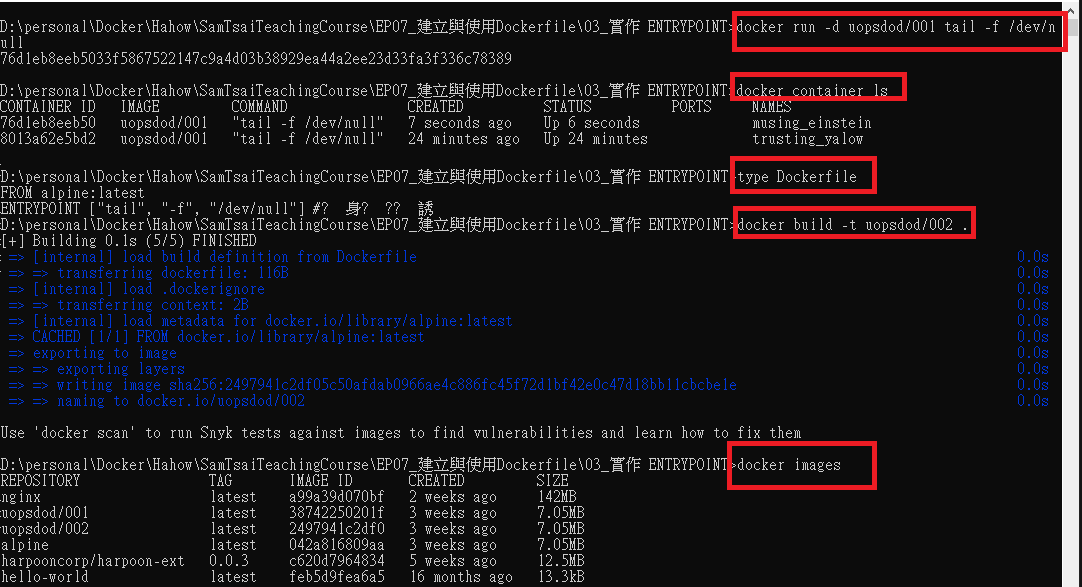 D:\personal\Docker\Hahow\SamTsaiTeachingCourse\EP07_建立與使用Dockerfile\03_實作 ENTRYPOINT>docker run -d uopsdod/001 tail -f /dev/n
ull
76d1eb8eeb5033f5867522147c9a4d03b38929ea44a2ee23d33fa3f336c78389
D:\personal\Docker\Hahow\SamTsaiTeachingCourse\EP07_建立與使用Dockerfile\03_實作 ENTRYPOINT>docker container ls
CONTAINER ID   IMAGE         COMMAND               CREATED          STATUS          PORTS     NAMES
76d1eb8eeb50   uopsdod/001   "tail -f /dev/null"   7 seconds ago    Up 6 seconds              musing_einstein
8013a62e5bd2   uopsdod/001   "tail -f /dev/null"   24 minutes ago   Up 24 minutes             trusting_yalow
D:\personal\Docker\Hahow\SamTsaiTeachingCourse\EP07_建立與使用Dockerfile\03_實作 ENTRYPOINT>type Dockerfile
FROM alpine:latest
ENTRYPOINT ["tail", "-f", "/dev/null"] #?  身?  ??  誘
D:\personal\Docker\Hahow\SamTsaiTeachingCourse\EP07_建立與使用Dockerfile\03_實作 ENTRYPOINT>docker build -t uopsdod/002 .
[+] Building 0.1s (5/5) FINISHED
=> [internal] load build definition from Dockerfile 0.0s
=> => transferring dockerfile: 116B 0.0s
=> [internal] load .dockerignore 0.0s
=> => transferring context: 2B 0.0s
=> [internal] load metadata for docker.io/library/alpine:latest 0.0s
=> CACHED [1/1] FROM docker.io/library/alpine:latest 0.0s
=> exporting to image 0.0s
=> => exporting layers 0.0s
=> => writing image sha256:2497941c2df05c50afdab0966ae4c886fc45f72d1bf42e0c47d18bb11cbcbe1e 0.0s
=> => naming to docker.io/uopsdod/002 0.0s
Use 'docker scan' to run Snyk tests against images to find vulnerabilities and learn how to fix them
D:\personal\Docker\Hahow\SamTsaiTeachingCourse\EP07_建立與使用Dockerfile\03_實作 ENTRYPOINT>docker images
REPOSITORY                TAG       IMAGE ID       CREATED         SIZE
nginx                     latest    a99a39d070bf   2 weeks ago     142MB
uopsdod/001               latest    38742250201f   3 weeks ago     7.05MB
uopsdod/002               latest    2497941c2df0   3 weeks ago     7.05MB
alpine                    latest    042a816809aa   3 weeks ago     7.05MB
harpooncorp/harpoon-ext   0.0.3     c620d7964834   5 weeks ago     12.5MB
hello-world               latest    feb5d9fea6a5   16 months ago   13.3kB